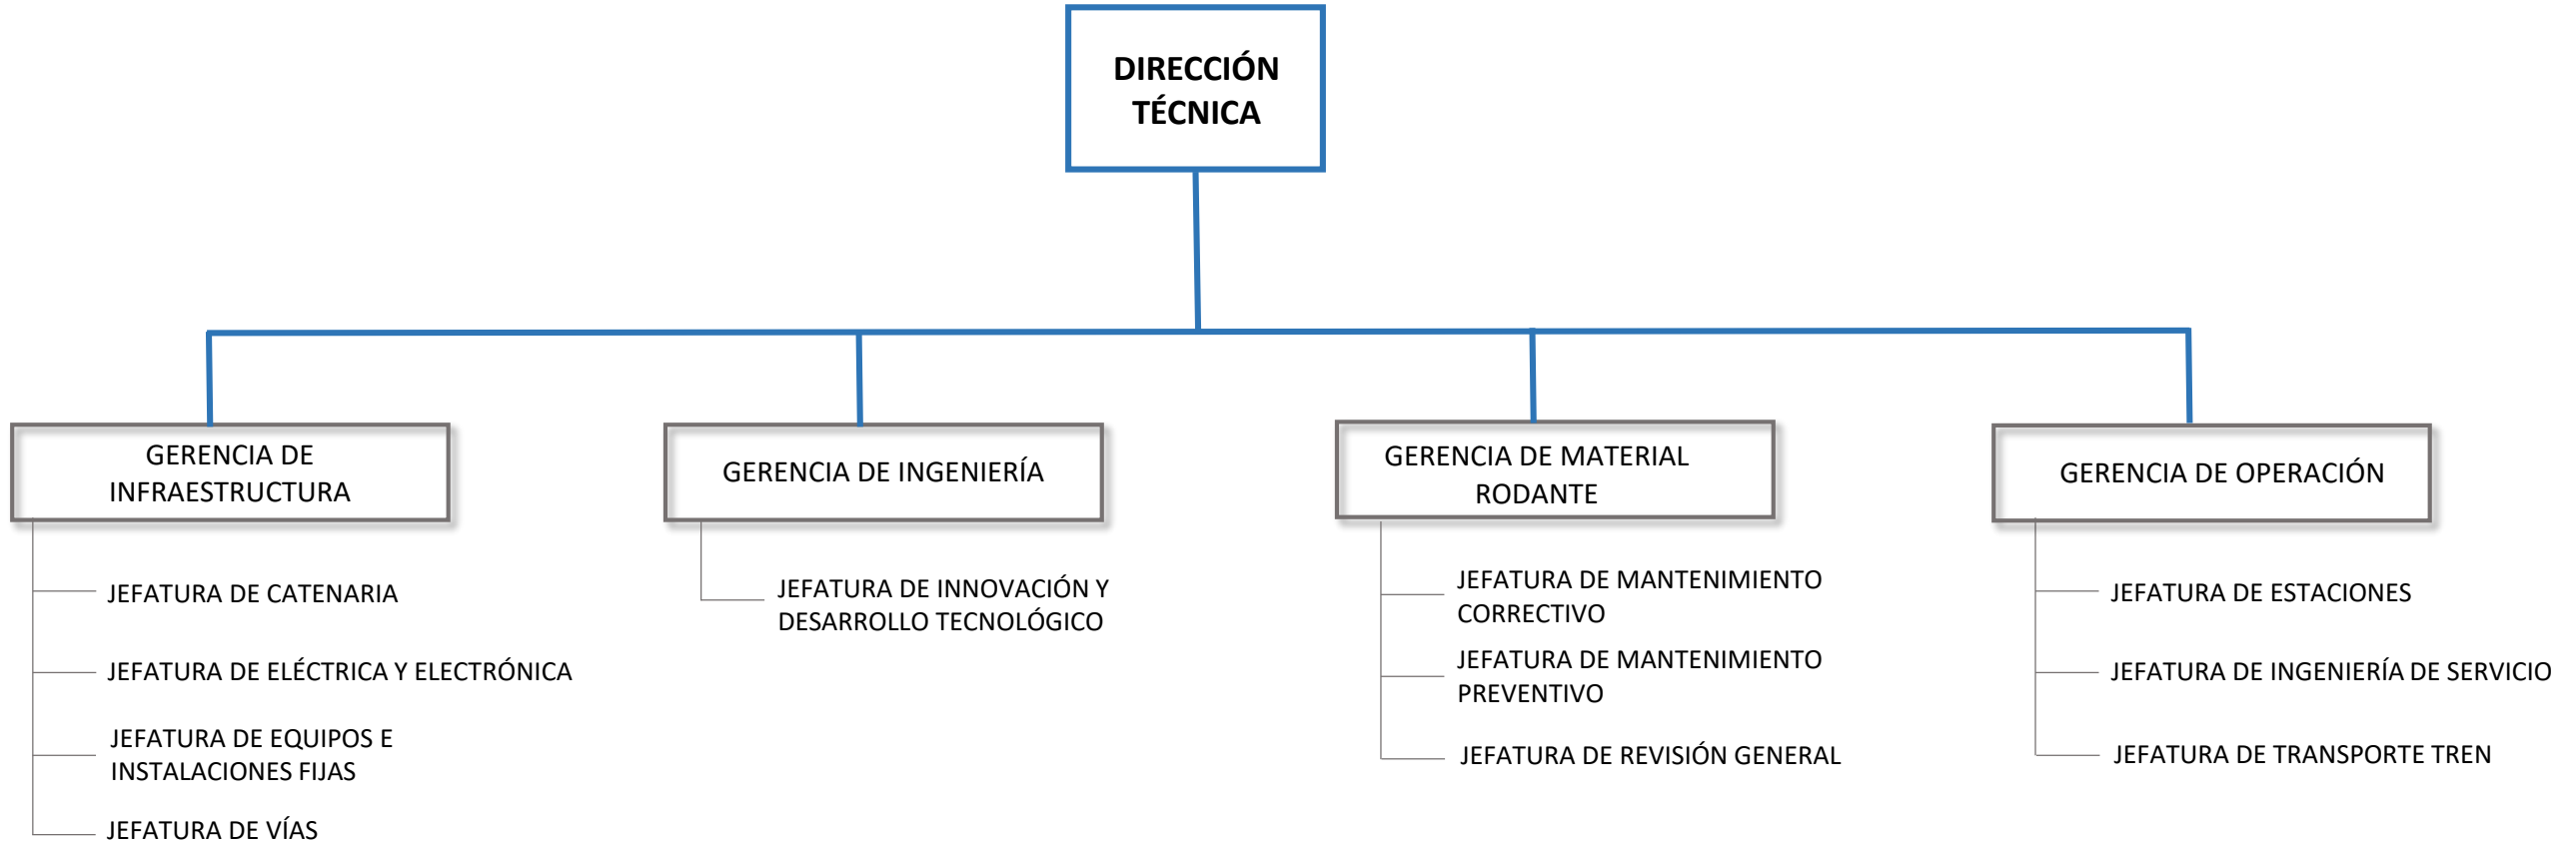 DIRECCIÓN
TÉCNICA
GERENCIA DE
INFRAESTRUCTURA
JEFATURA DE CATENARIA
JEFATURA DE ELÉCTRICA Y ELECTRÓNICA
JEFATURA DE EQUIPOS E
INSTALACIONES FIJAS
JEFATURA DE VÍAS
GERENCIA DE INGENIERÍA
JEFATURA DE INNOVACIÓN Y
DESARROLLO TECNOLÓGICO
GERENCIA DE MATERIAL
RODANTE
JEFATURA DE MANTENIMIENTO
CORRECTIVO
JEFATURA DE MANTENIMIENTO
PREVENTIVO
JEFATURA DE REVISIÓN GENERAL
GERENCIA DE OPERACIÓN
JEFATURA DE ESTACIONES
JEFATURA DE INGENIERÍA DE SERVICIO
JEFATURA DE TRANSPORTE TREN